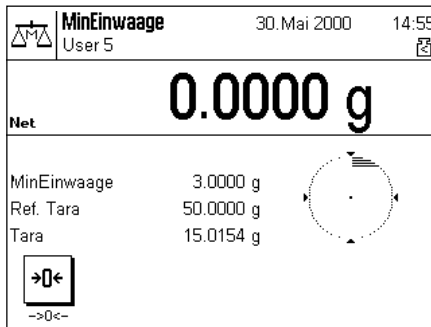 MinEinwaage 30. Mai 2000 14:55
User 5
0.0000 g
Net
MinEinwaage 3.0000 g
Ref. Tara 50.0000 g
Tara 15.0154 g
→0←
–>0<–